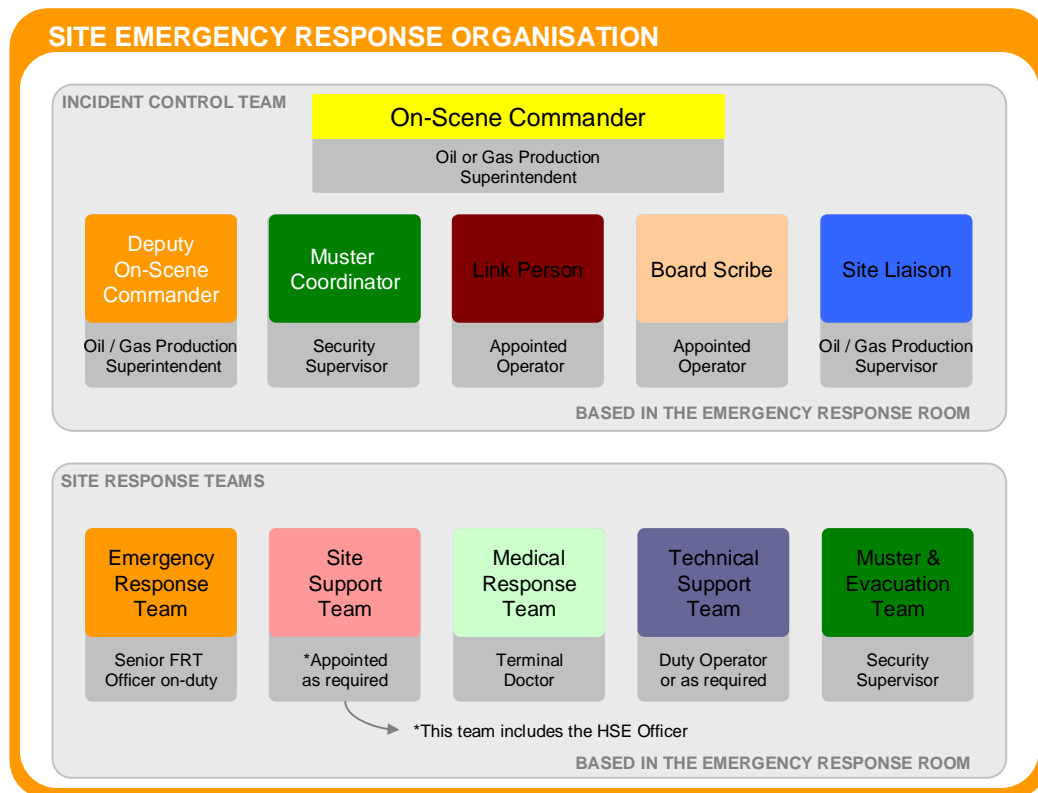 SITE EMERGENCY RESPONSE ORGANISATION
INCIDENT CONTROL TEAM
On-Scene Commander
Oil or Gas Production
Superintendent
Deputy
On-Scene
Commander
Oil / Gas Production
Superintendent
Muster
Coordinator
Security
Supervisor
Link Person
Appointed
Operator
Board Scribe
Appointed
Operator
Site Liaison
Oil / Gas Production
Supervisor
BASED IN THE EMERGENCY RESPONSE ROOM
SITE RESPONSE TEAMS
Emergency
Response
Team
Senior FRT
Officer on-duty
Site
Support
Team
*Appointed
as required
Medical
Response
Team
Terminal
Doctor
Technical
Support
Team
Duty Operator
or as required
Muster &
Evacuation
Team
Security
Supervisor
*This team includes the HSE Officer
BASED IN THE EMERGENCY RESPONSE ROOM